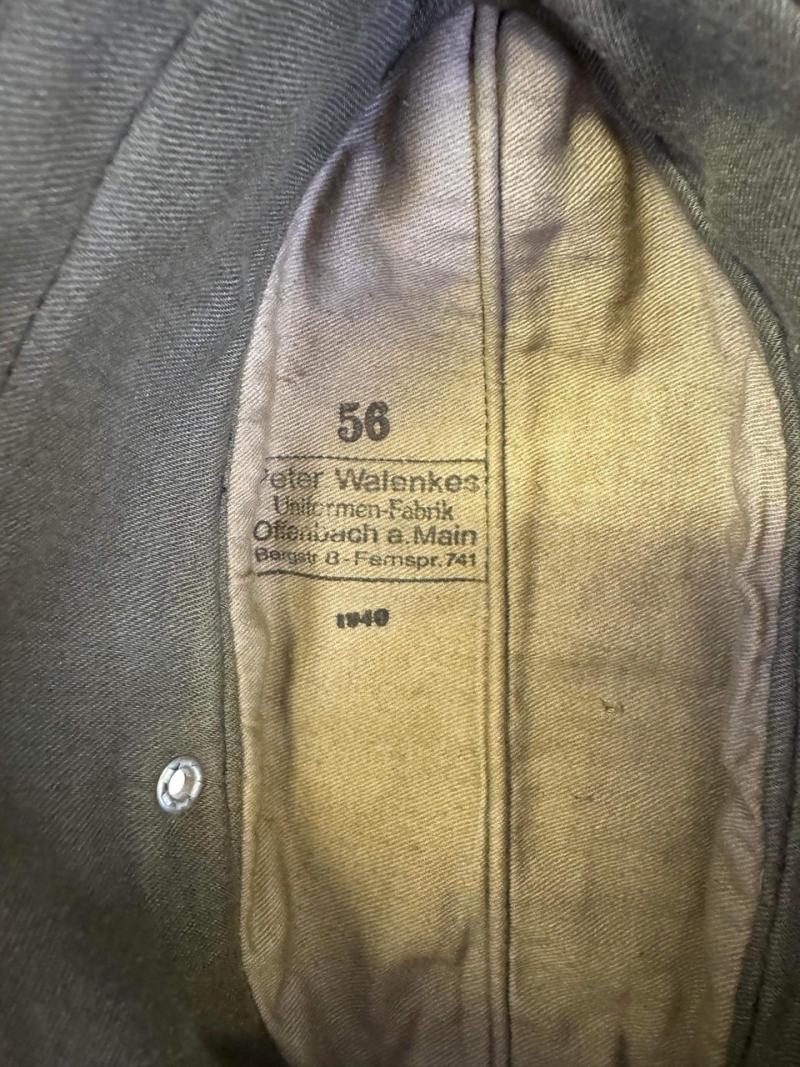 56
Peter Walenkes
Uniformen-Fabrik
Offenbach a. Main
Bergstr 8 - Fernspr. 741
1940